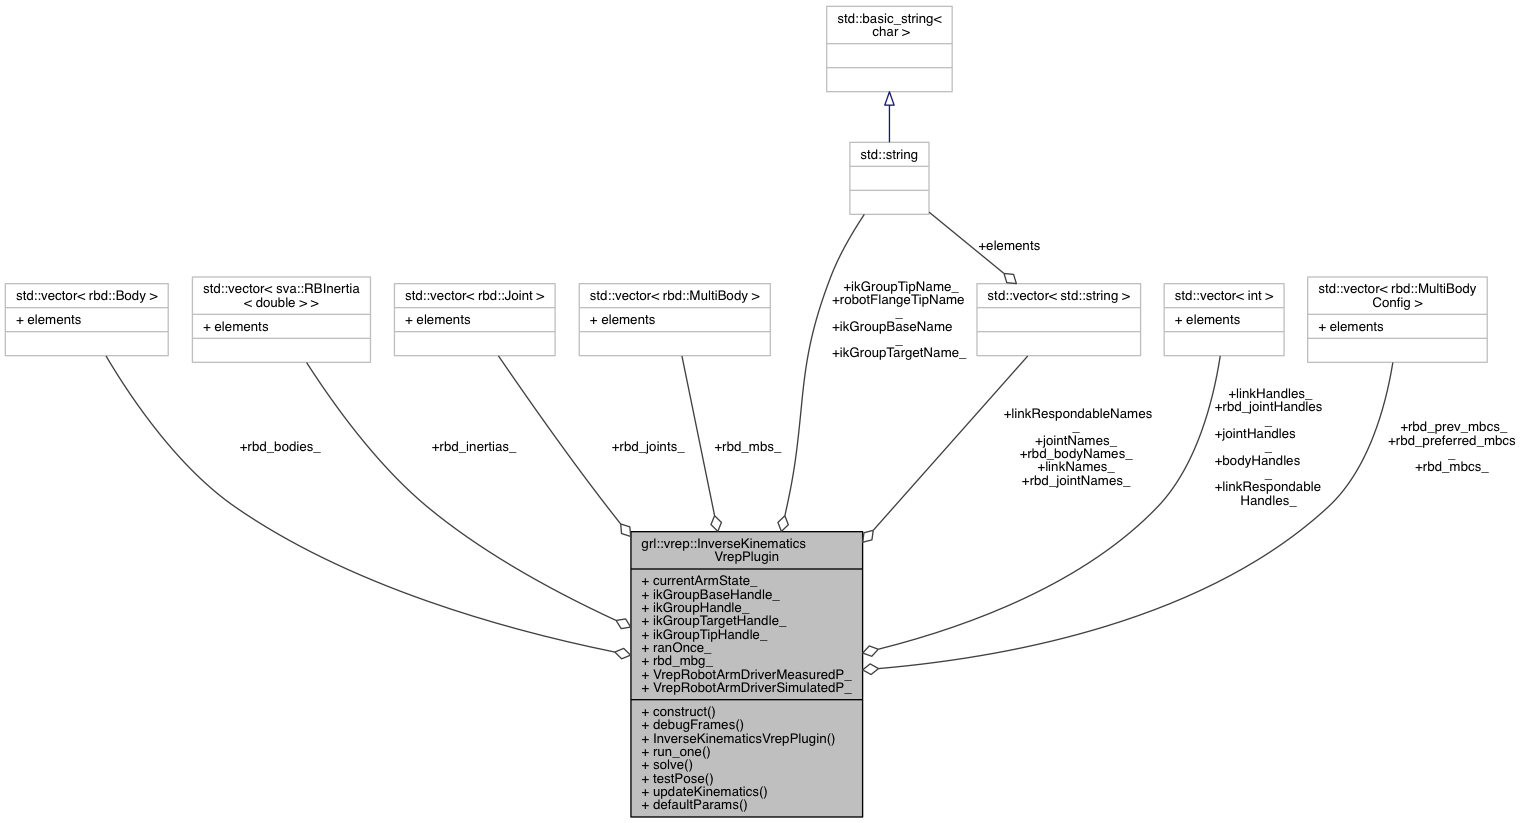 std::basic_string<
char >
std::string
+elements
std::vector< rbd::Body >
+ elements
std::vector< sva::RBInertia
< double > >
+ elements
std::vector< rbd::Joint >
+ elements
std::vector< rbd::MultiBody >
+ elements
+ikGroupTipName_
+robotFlangeTipName
_
+ikGroupBaseName
_
+ikGroupTargetName_
std::vector< std::string >
std::vector< int >
+ elements
std::vector< rbd::MultiBody
Config >
+ elements
+rbd_bodies_
+rbd_inertias_
+rbd_joints_
+rbd_mbs_
+linkRespondableNames
_
+jointNames_
+rbd_bodyNames_
+linkNames_
+rbd_jointNames_
+linkHandles_
+rbd_jointHandles
_
+jointHandles
_
+bodyHandles
_
+linkRespondable
Handles_
+rbd_prev_mbcs_
+rbd_preferred_mbcs
_
+rbd_mbcs_
grl::vrep::InverseKinematics
VrepPlugin
+ currentArmState_
+ ikGroupBaseHandle_
+ ikGroupHandle_
+ ikGroupTargetHandle_
+ ikGroupTipHandle_
+ ranOnce_
+ rbd_mbg_
+ VrepRobotArmDriverMeasuredP_
+ VrepRobotArmDriverSimulatedP_
+ construct()
+ debugFrames()
+ InverseKinematicsVrepPlugin()
+ run_one()
+ solve()
+ testPose()
+ updateKinematics()
+ defaultParams()